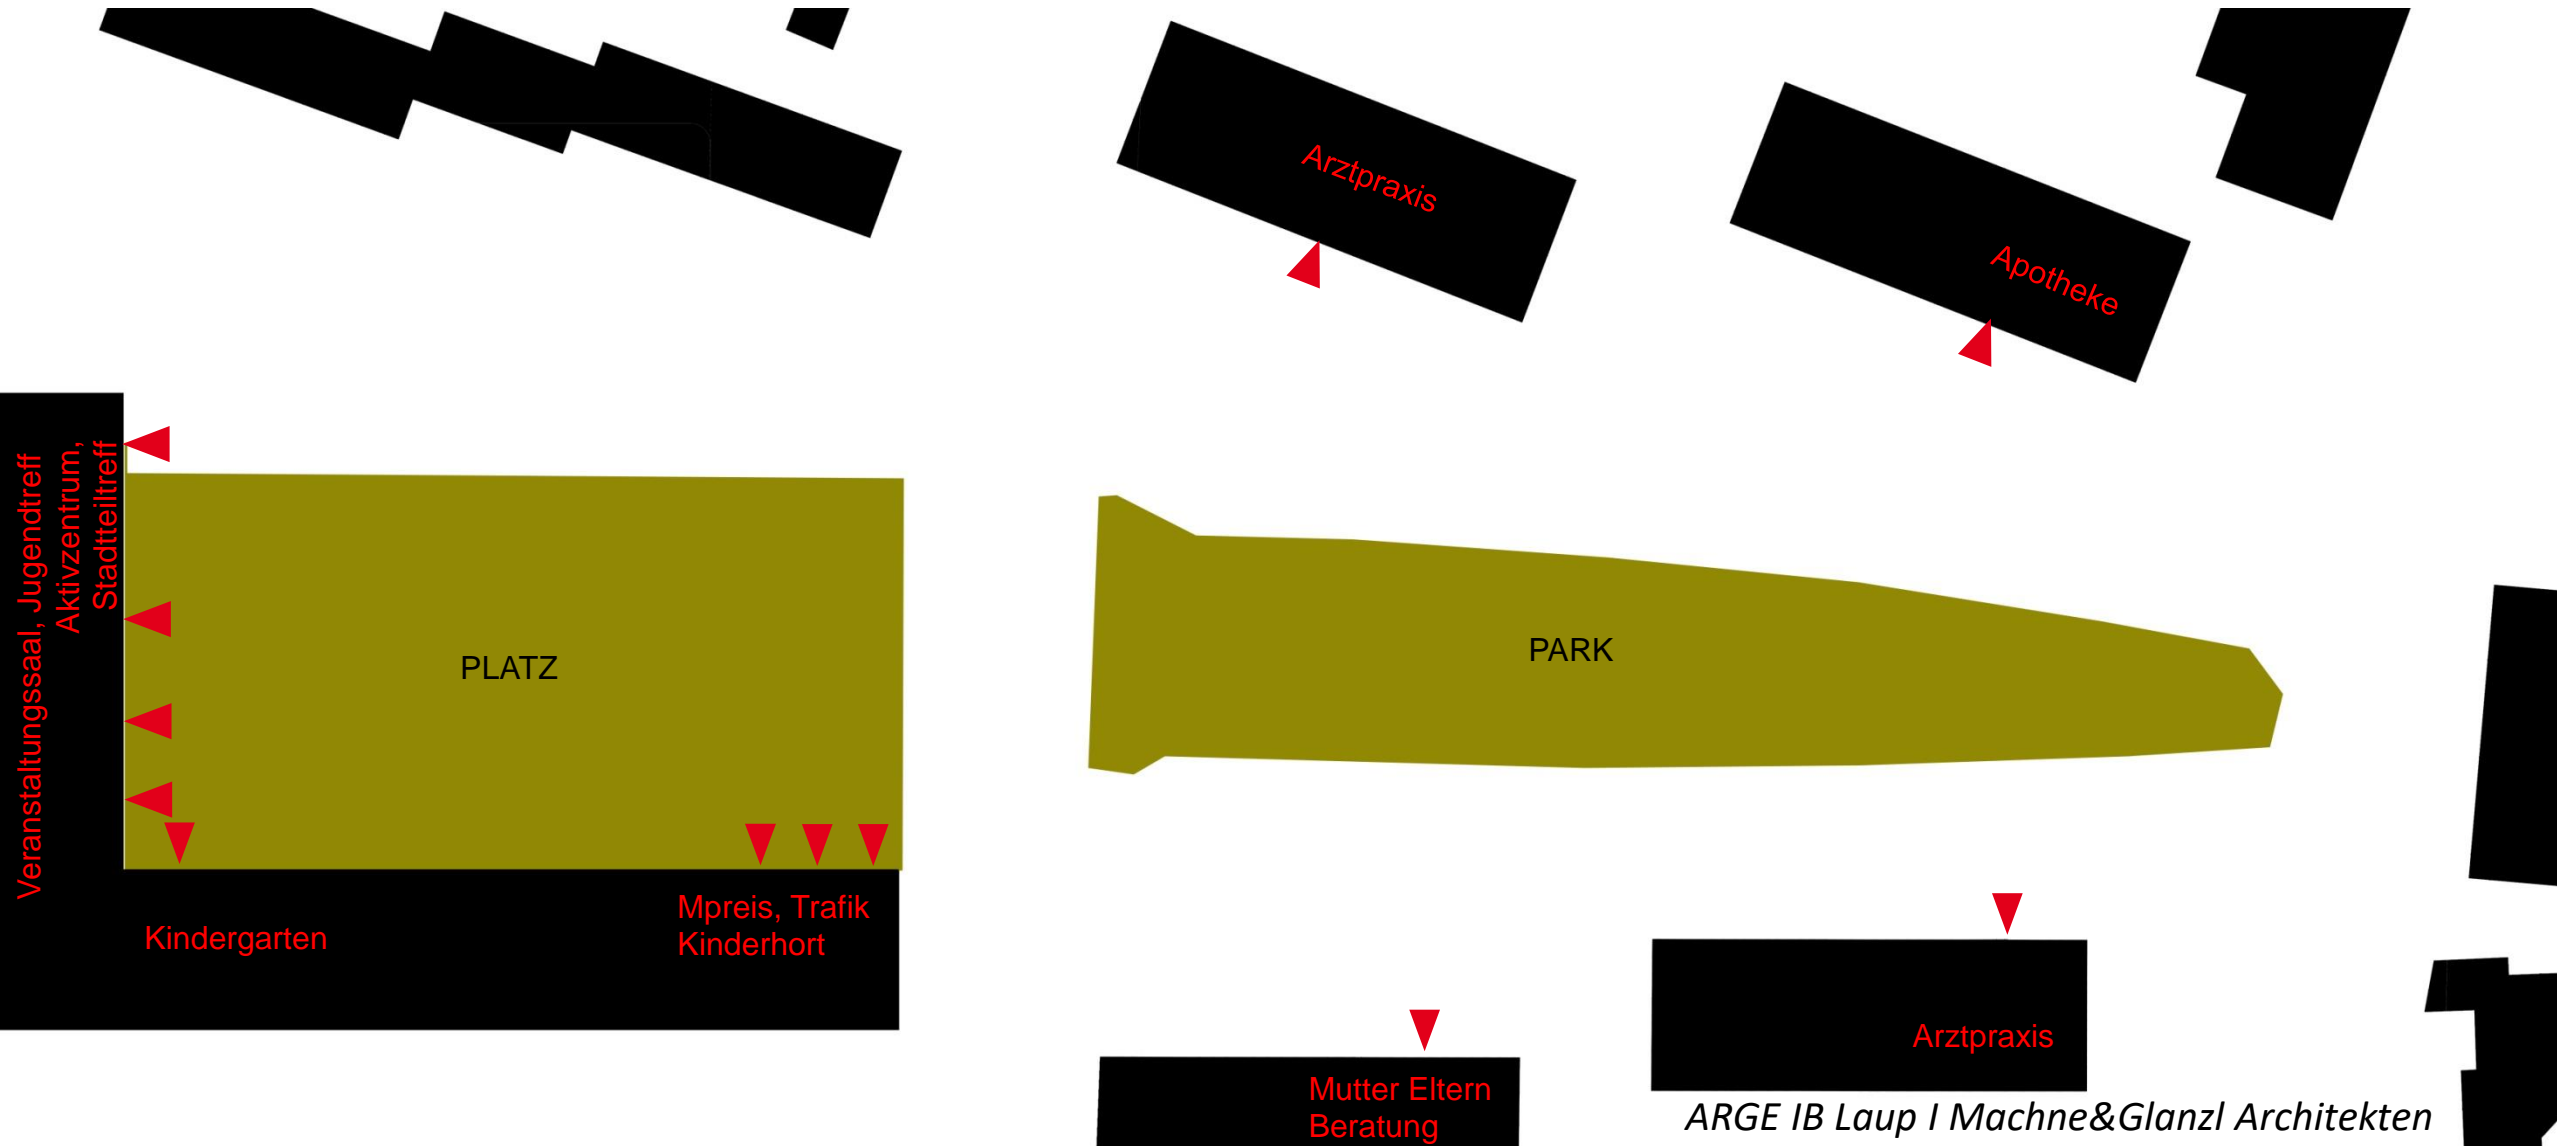 Arztpraxis
Apotheke
Veranstaltungssaal, Jugendtreff
Aktivzentrum,
Stadtteiltreff
PLATZ
PARK
Kindergarten
Mpreis, Trafik
Kinderhort
Arztpraxis
Mutter Eltern
Beratung
ARGE IB Laup I Machne&Glanzl Architekten